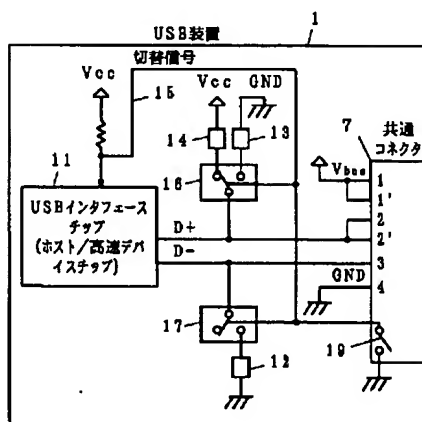 USB装置
1
切替信号
Vcc
15
Vcc
GND
14
13
7
共通
コネクタ
11
16
Vbus
1
1'
USBインタフェース
チップ
(ホスト/高速デバ
イスチップ)
D+
D-
2
2'
3
GND
4
17
19
12